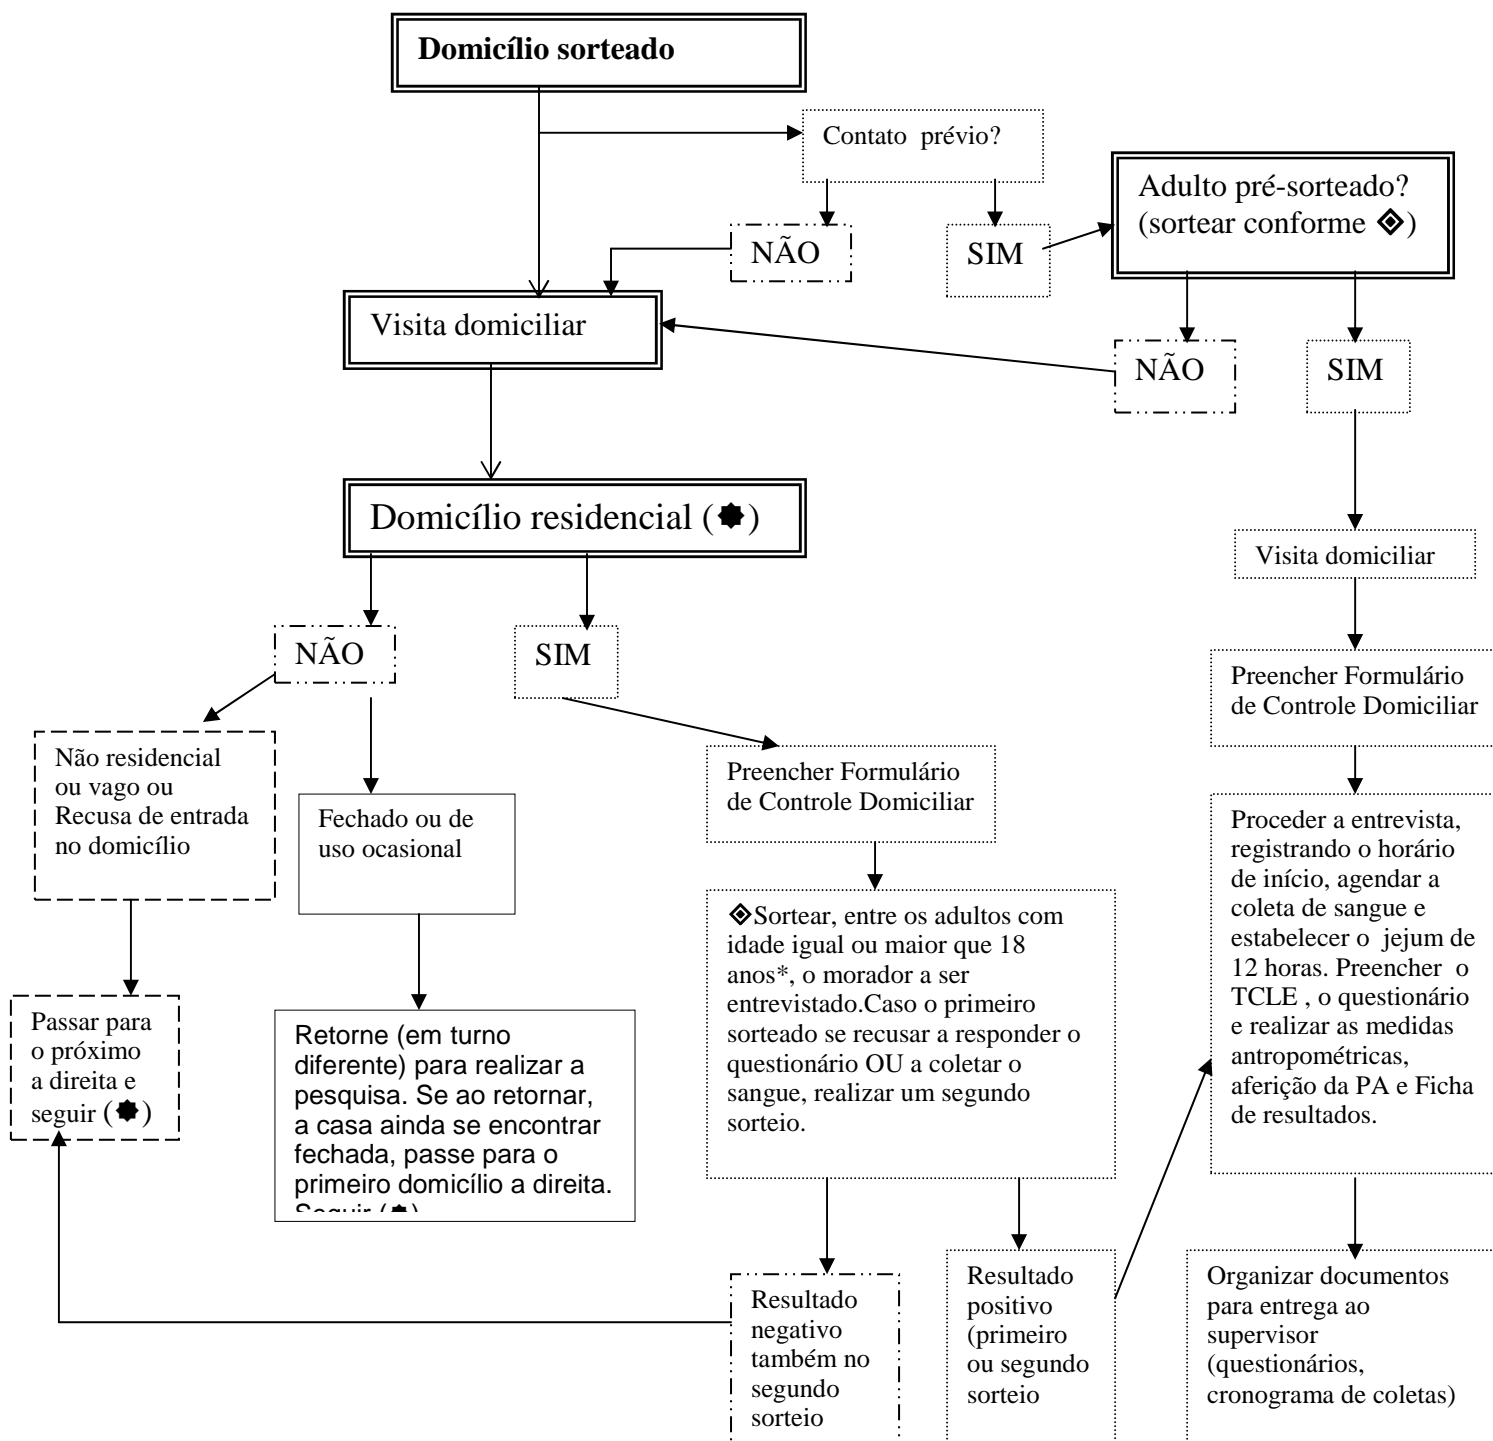 Domicílio sorteado
Contato prévio?
Adulto pré-sorteado?
(sortear conforme ◈)
NÃO
SIM
Visita domiciliar
NÃO
SIM
Domicílio residencial (✸)
Visita domiciliar
NÃO
SIM
Preencher Formulário
de Controle Domiciliar
Não residencial
ou vago ou
Recusa de entrada
no domicílio
Fechado ou de
uso ocasional
Preencher Formulário
de Controle Domiciliar
Proceder a entrevista,
registrando o horário
de início, agendar a
coleta de sangue e
estabelecer o jejum de
12 horas. Preencher o
TCLE , o questionário
e realizar as medidas
antropométricas,
aferição da PA e Ficha
de resultados.
◈Sortear, entre os adultos com
idade igual ou maior que 18
anos*, o morador a ser
entrevistado.Caso o primeiro
sorteado se recusar a responder o
questionário OU a coletar o
sangue, realizar um segundo
sorteio.
Passar para
o próximo
a direita e
seguir (✸)
Retorne (em turno
diferente) para realizar a
pesquisa. Se ao retornar,
a casa ainda se encontrar
fechada, passe para o
primeiro domicílio a direita.
Seguir (✸)
Resultado
negativo
também no
segundo
sorteio
Resultado
positivo
(primeiro
ou segundo
sorteio
Organizar documentos
para entrega ao
supervisor
(questionários,
cronograma de coletas)